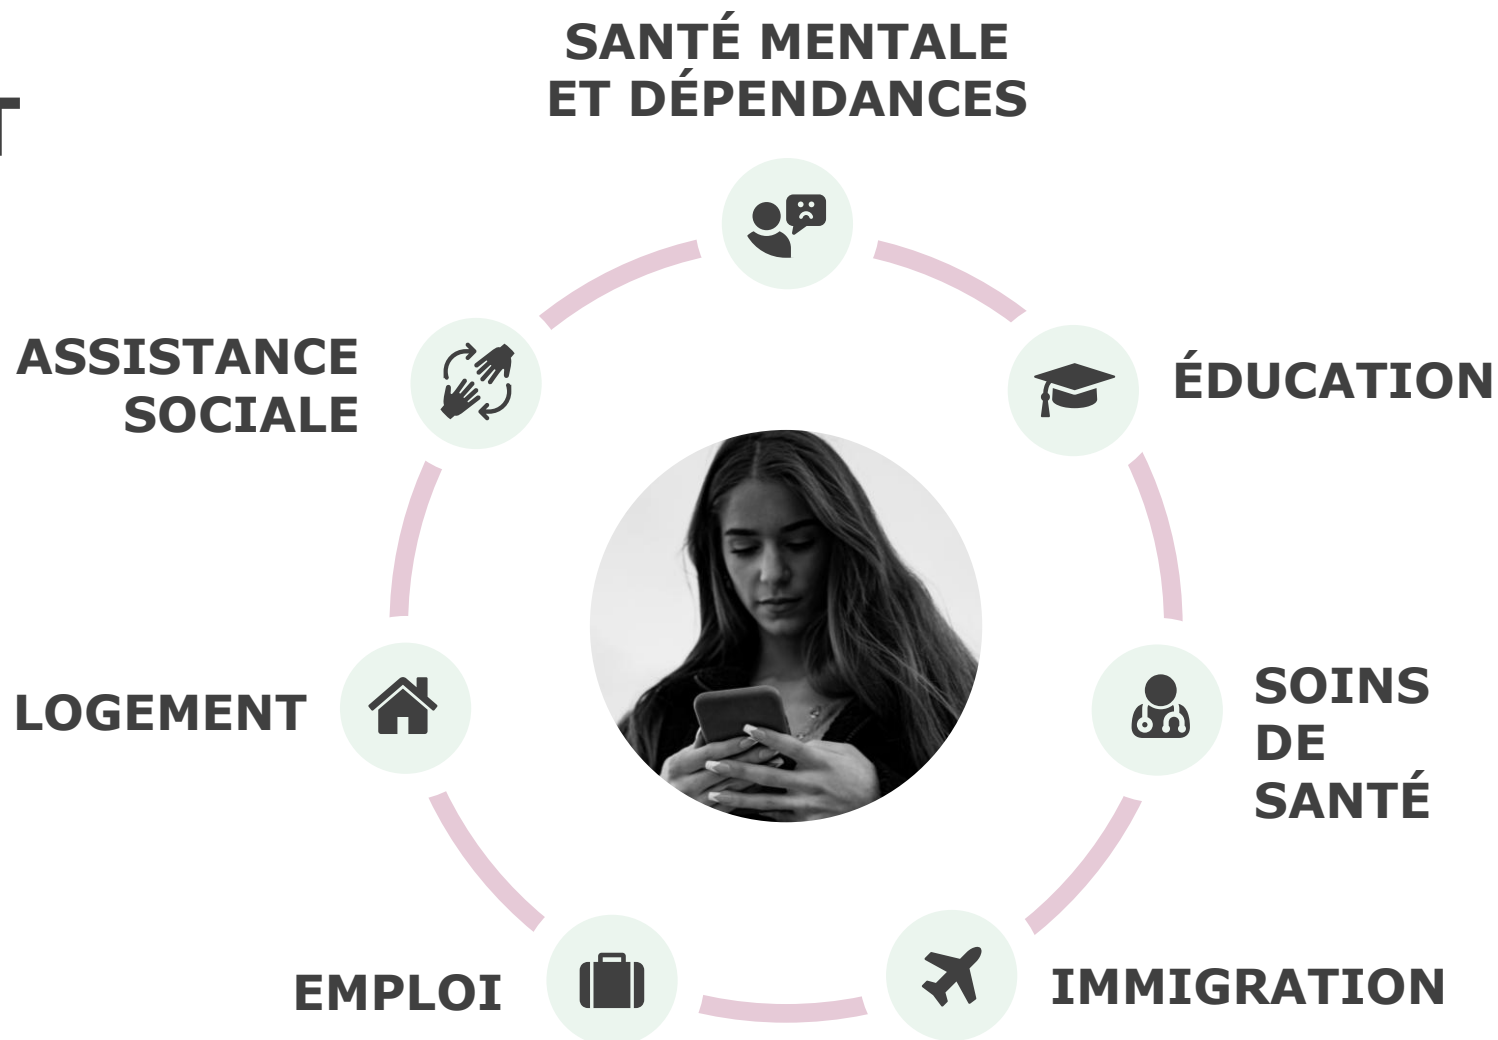 T
SANTÉ MENTALE
ET DÉPENDANCES
ASSISTANCE
SOCIALE
ÉDUCATION
LOGEMENT
SOINS
DE
SANTÉ
EMPLOI
IMMIGRATION